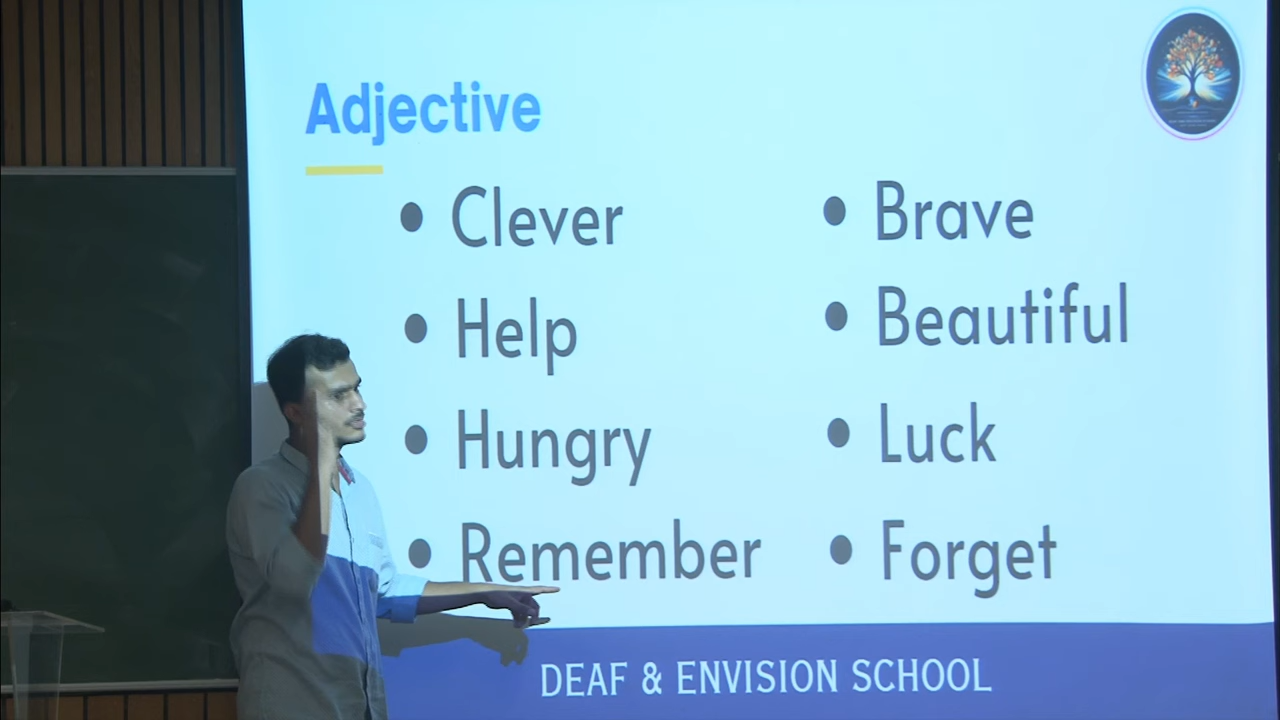 Adjective
• Clever
• Help
• Hungry
• Remember
• Brave
• Beautiful
• Luck
• Forget
DEAF & ENVISION SCHOOL